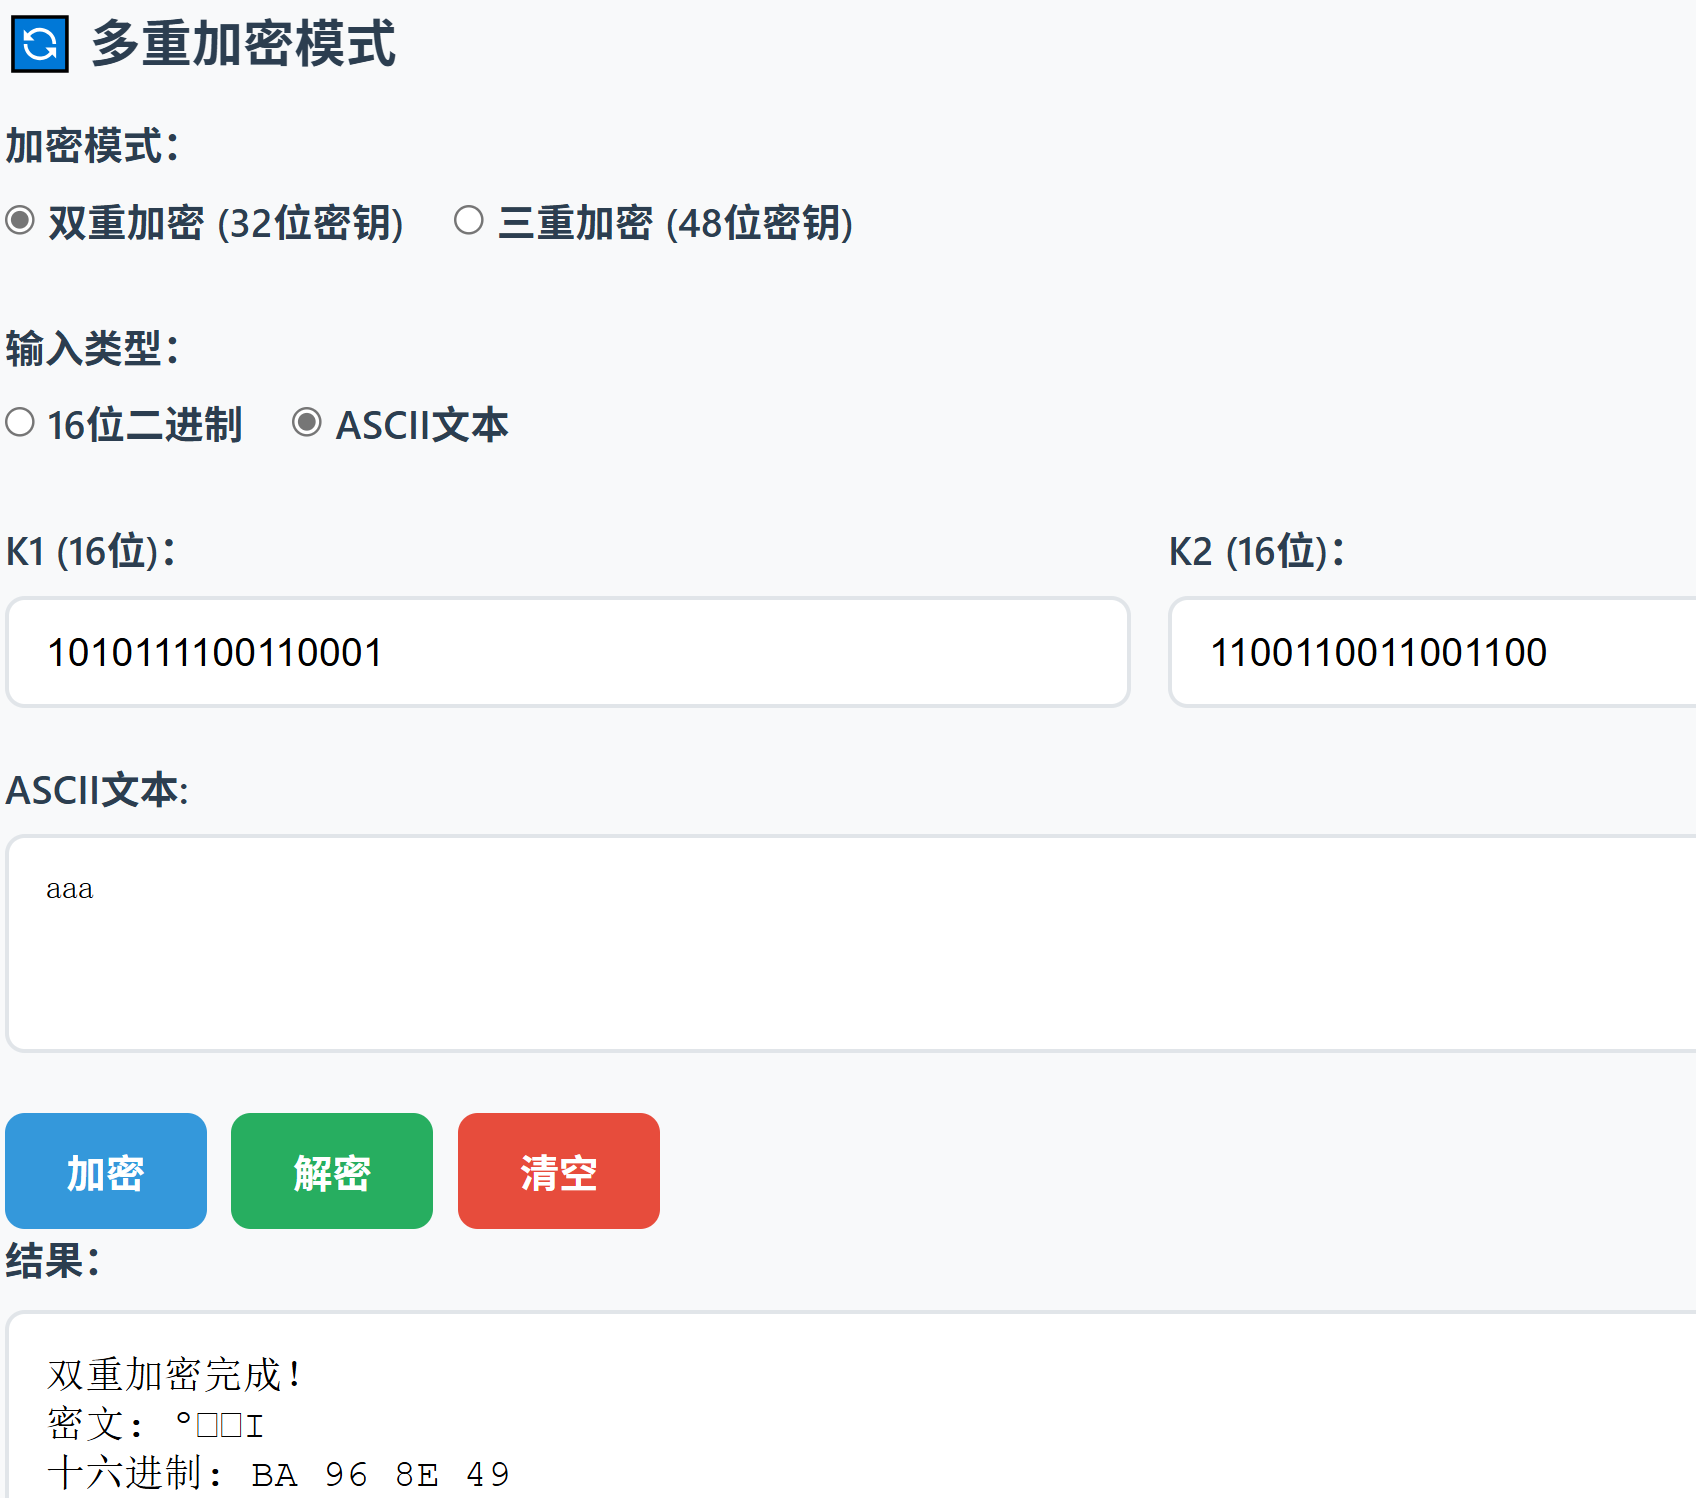 多重加密模式
加密模式：
双重加密 (32位密钥) 三重加密 (48位密钥)
输入类型：
16位二进制 ASCII文本
K1 (16位)： K2 (16位)：
1010111100110001 1100110011001100
ASCII文本:
aaa
加密 解密 清空
结果：
双重加密完成！
密文： º□□I
十六进制： BA 96 8E 49